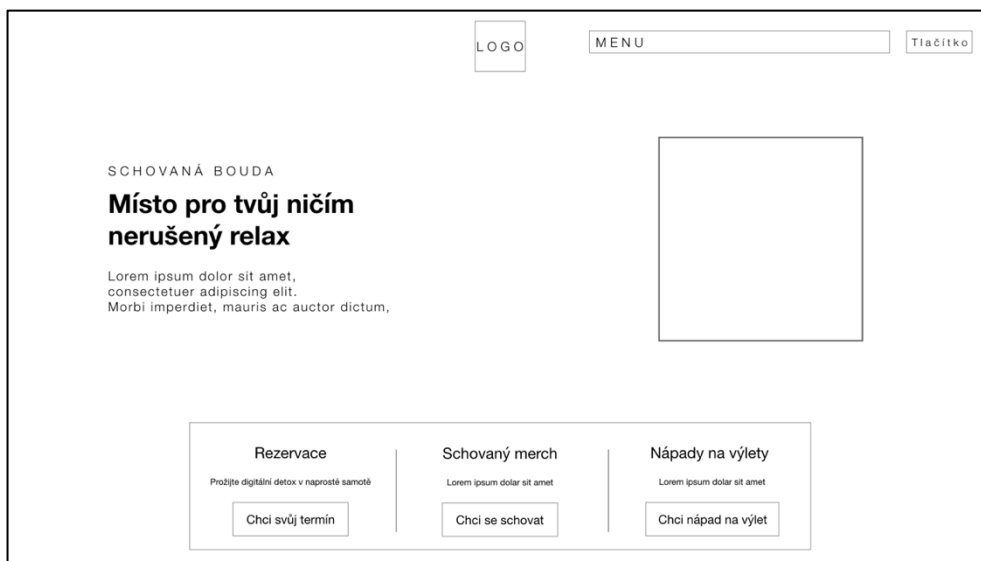 LOGO
MENU
Tlačítko
SCHOVANÁ BOUDA
Místo pro tvůj ničím
nerušený relax
Lorem ipsum dolor sit amet,
consectetuer adipiscing elit.
Morbi imperdiet, mauris ac auctor dictum,
Rezervace
Prožijte digitální detox v naprosté samotě
Chci svůj termín
Schovaný merch
Lorem ipsum dolar sit amet
Chci se schovat
Nápady na výlety
Lorem ipsum dolar sit amet
Chci nápad na výlet